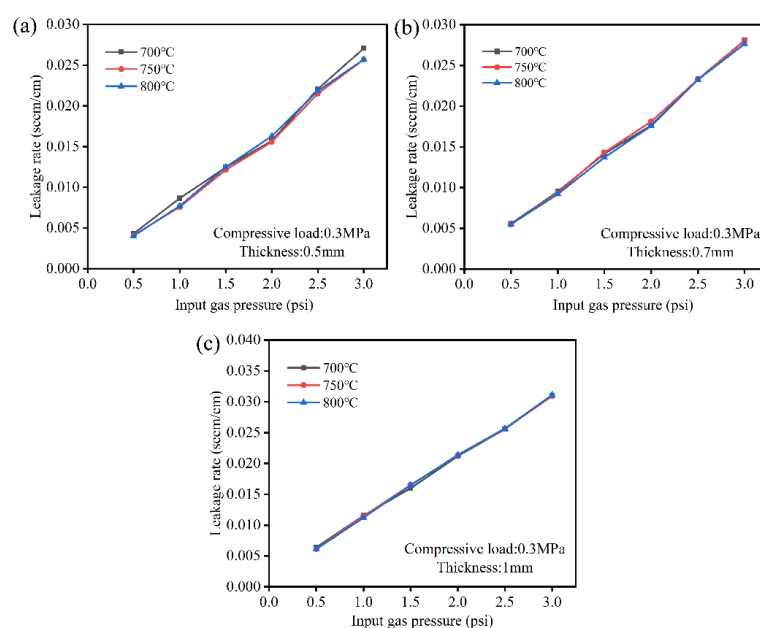 (a)
0.030
0.025
0.020
0.015
0.010
0.005
0.000
Leakage rate (sccm/cm)
700℃
750℃
800℃
Compressive load:0.3MPa
Thickness:0.5mm
0.0 0.5 1.0 1.5 2.0 2.5 3.0
Input gas pressure (psi)
(b)
0.030
0.025
0.020
0.015
0.010
0.005
0.000
Leakage rate (sccm/cm)
700℃
750℃
800℃
Compressive load:0.3MPa
Thickness:0.7mm
0.0 0.5 1.0 1.5 2.0 2.5 3.0
Input gas pressure (psi)
(c)
0.040
0.030
0.020
0.010
0.005
0.000
Leakage rate (sccm/cm)
700℃
750℃
800℃
Compressive load:0.3MPa
Thickness:1mm
0.0 0.5 1.0 1.5 2.0 2.5 3.0
Input gas pressure (psi)